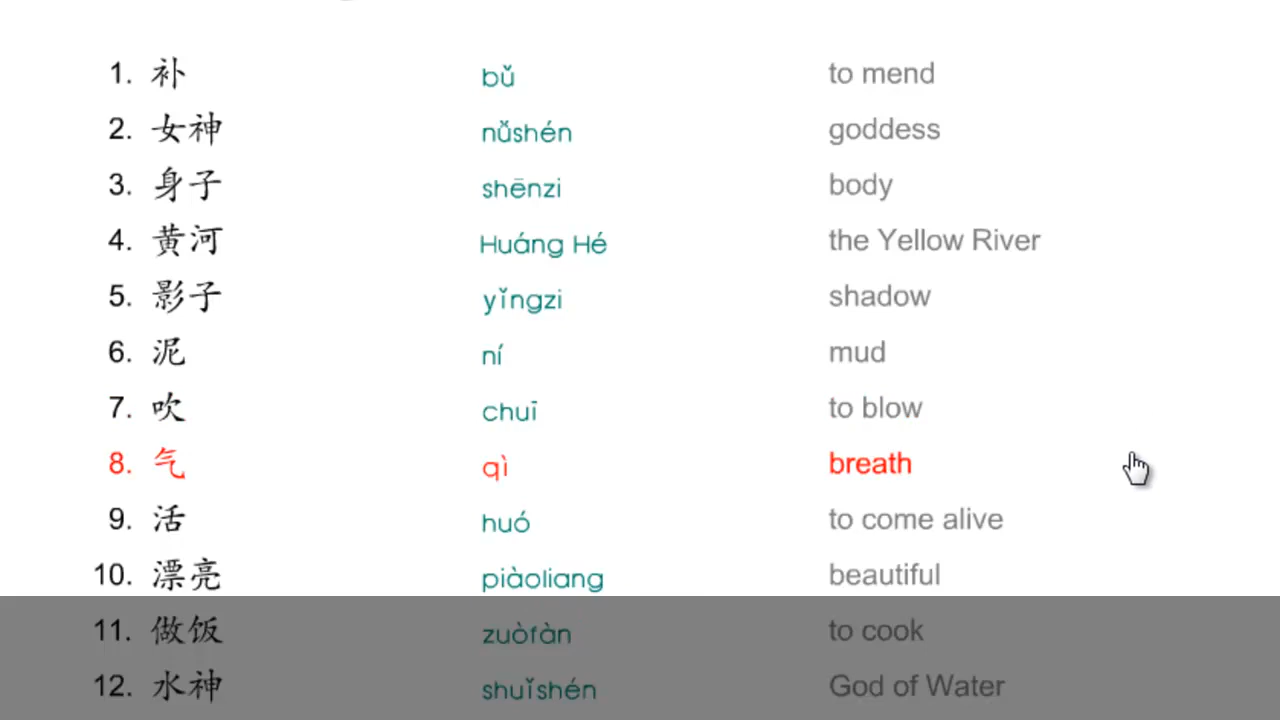 1. 补 bǔ to mend
2. 女神 nǚshén goddess
3. 身子 shēnzi body
4. 黄河 Huáng Hé the Yellow River
5. 影子 yǐngzi shadow
6. 泥 ní mud
7. 吹 chuī to blow
8. 气 qì breath
9. 活 huó to come alive
10. 漂亮 piàoliang beautiful
11. 做饭 zuòfàn to cook
12. 水神 shuǐshén God of Water